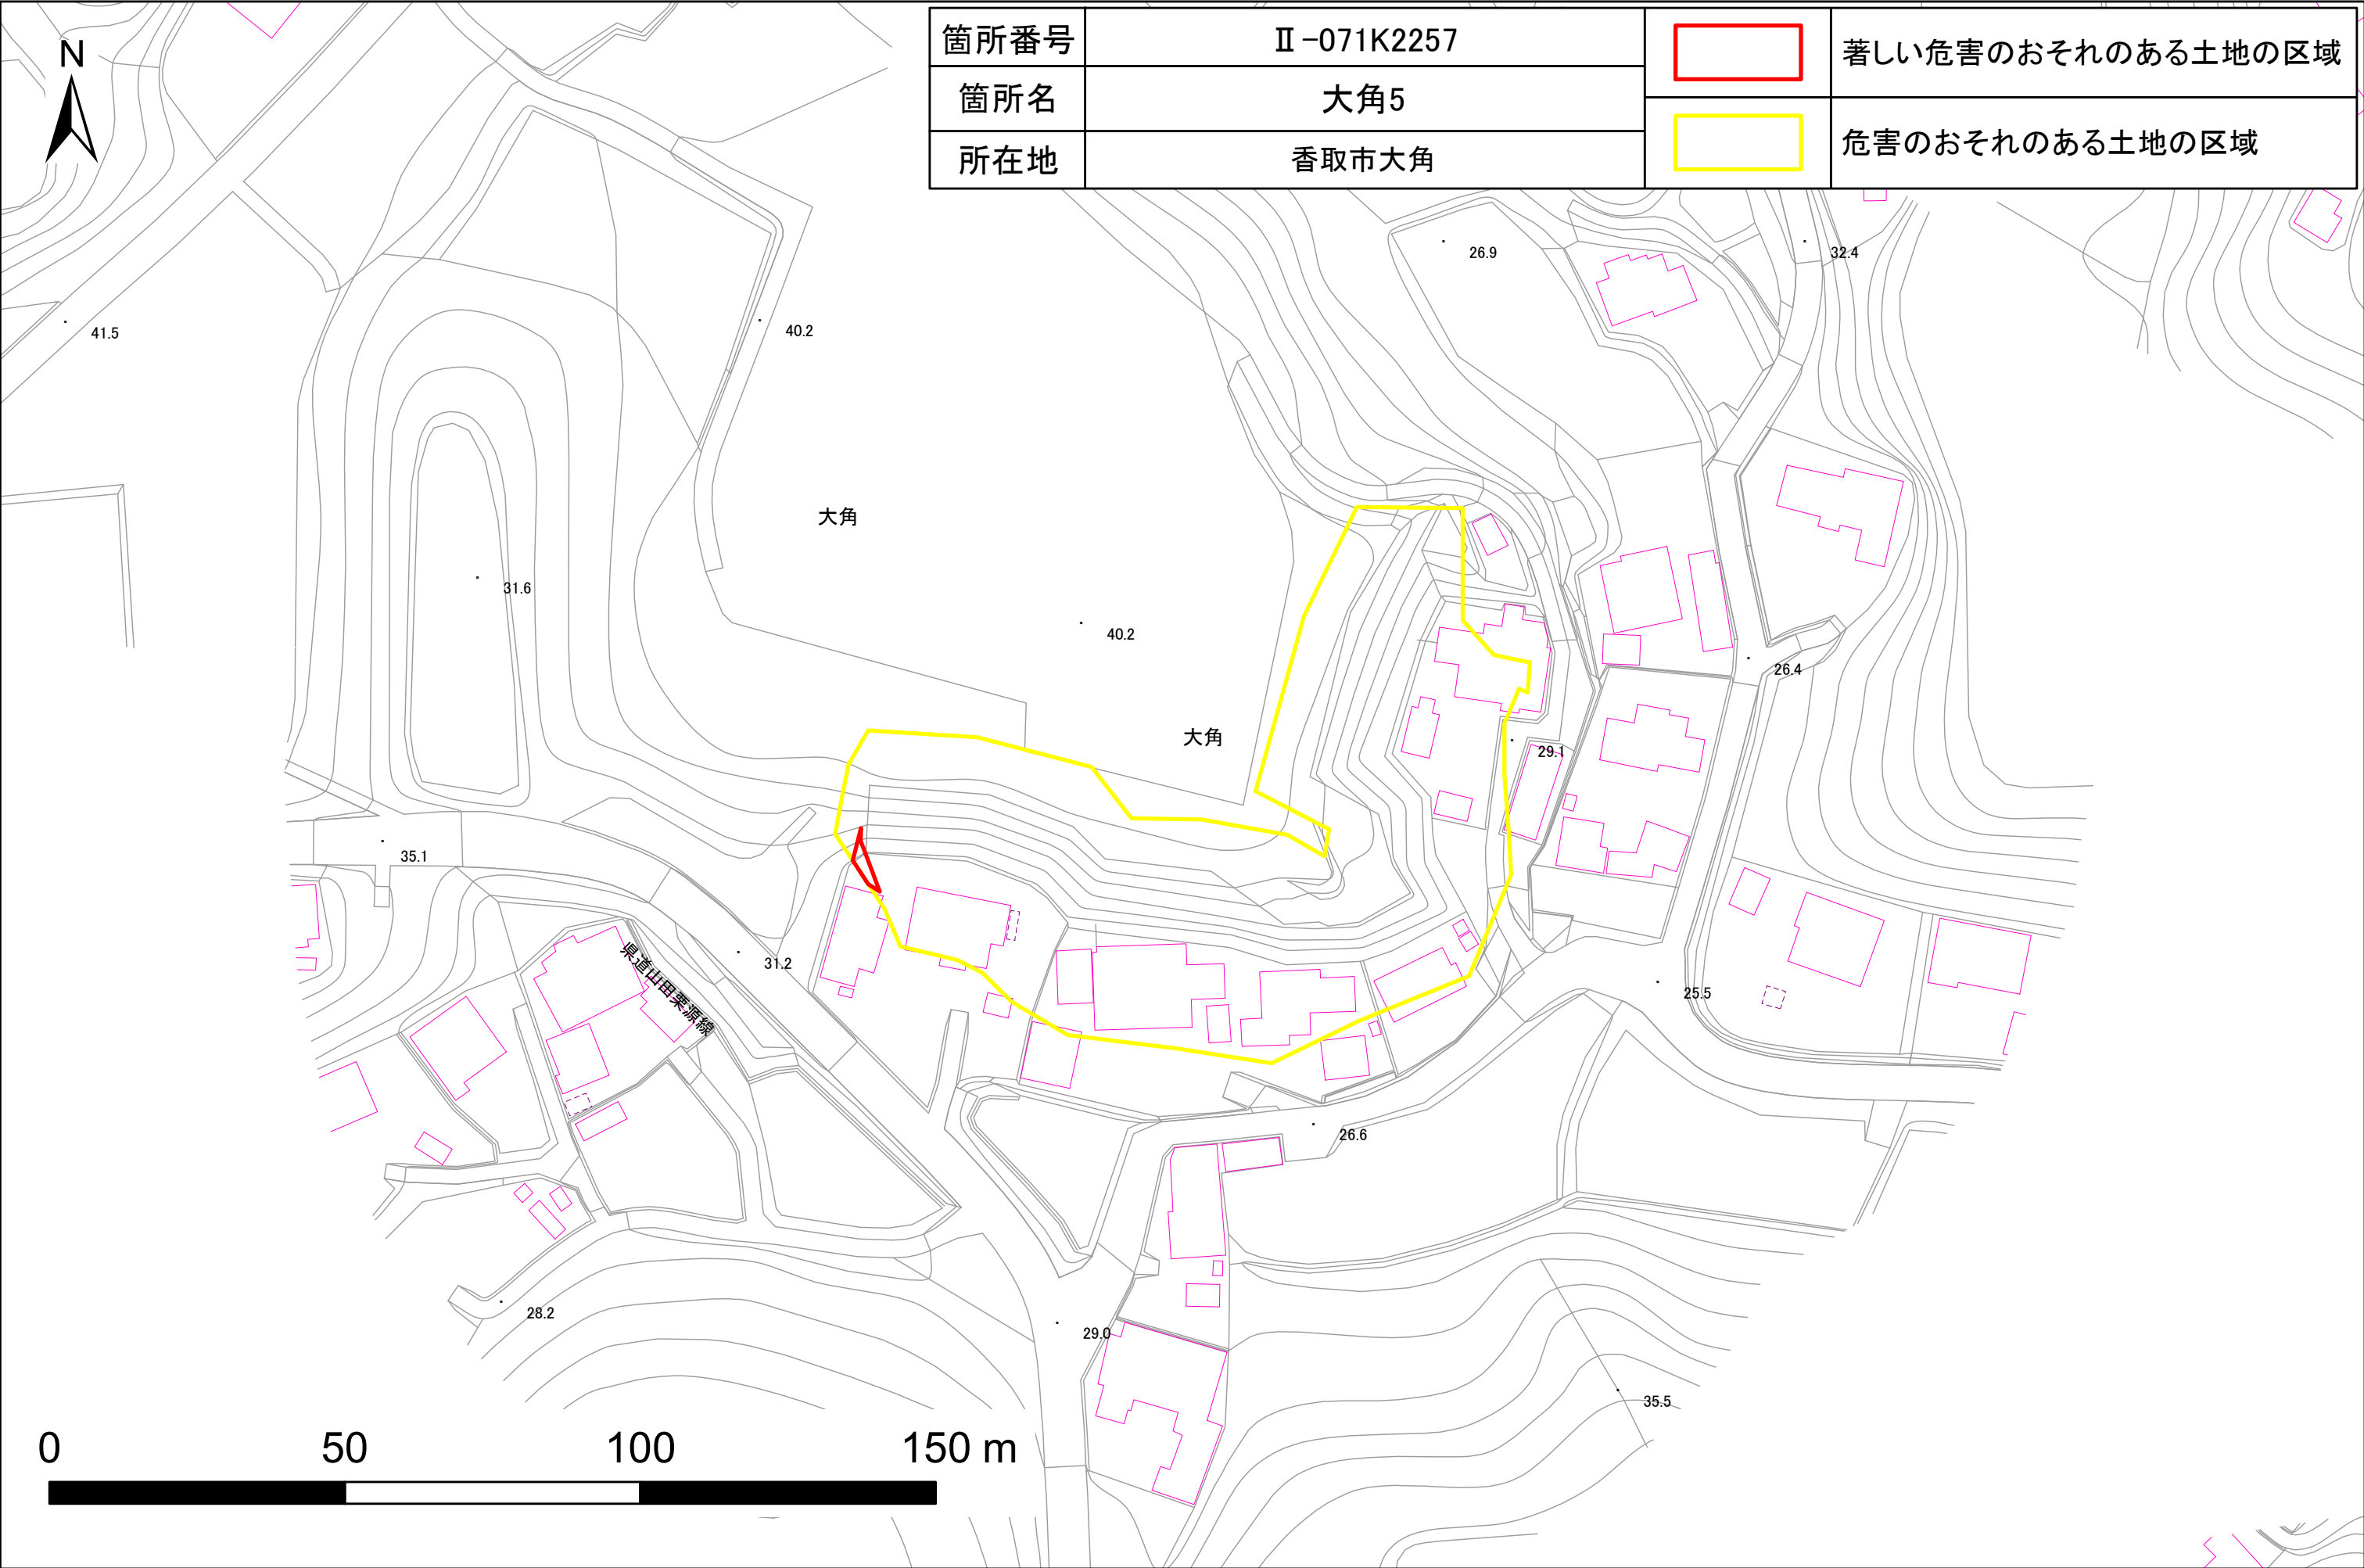 N
箇所番号 Ⅱ-071K2257
箇所名 大角5
所在地 香取市大角
著しい危害のおそれのある土地の区域
危害のおそれのある土地の区域
26.9
32.4
41.5
40.2
大角
31.6
40.2
26.4
大角
29.1
35.1
31.2
県道山田栗源線
25.5
26.6
28.2
29.0
35.5
0 50 100 150 m